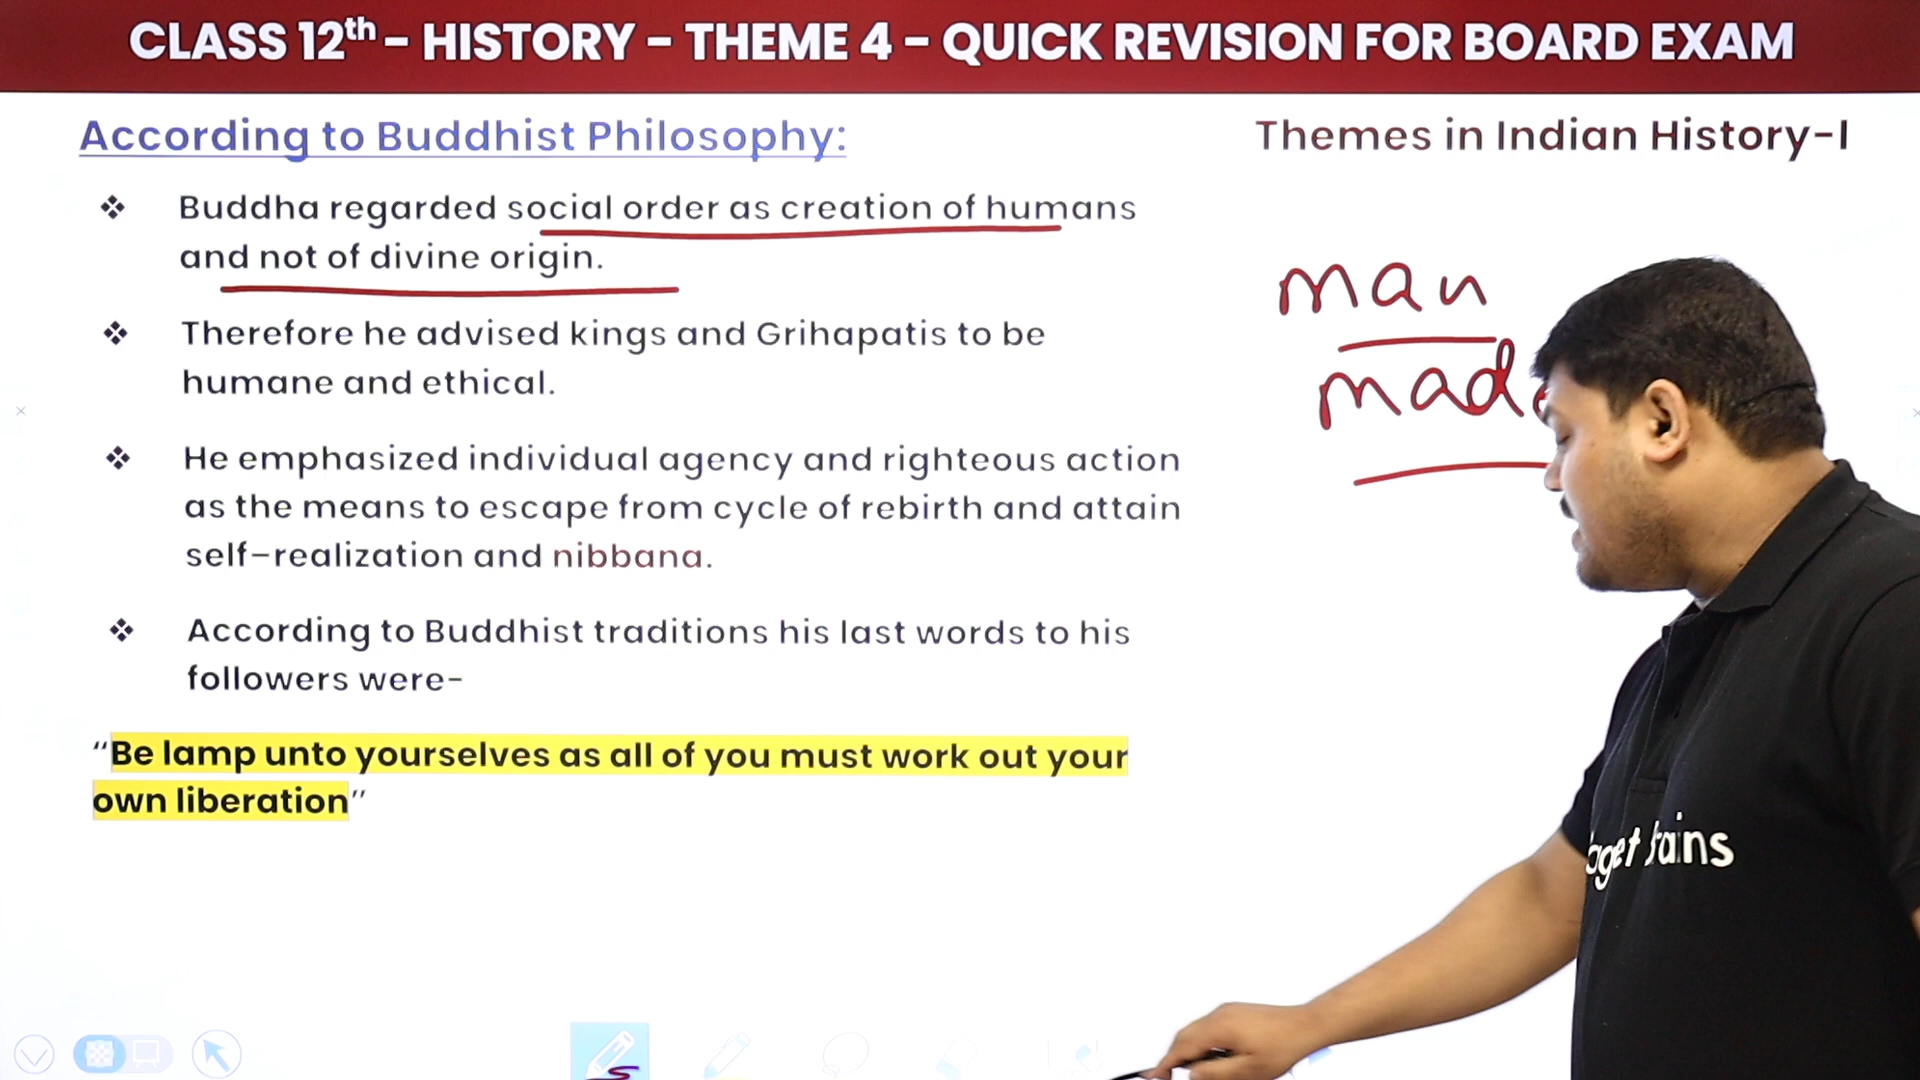 CLASS 12th - HISTORY - THEME 4 - QUICK REVISION FOR BOARD EXAM
According to Buddhist Philosophy:
Themes in Indian History-I
❖ Buddha regarded social order as creation of humans
and not of divine origin.
❖ Therefore he advised kings and Grihapatis to be
humane and ethical.
❖ He emphasized individual agency and righteous action
as the means to escape from cycle of rebirth and attain
self-realization and nibbana.
❖ According to Buddhist traditions his last words to his
followers were-
“Be lamp unto yourselves as all of you must work out your
own liberation”
man
made